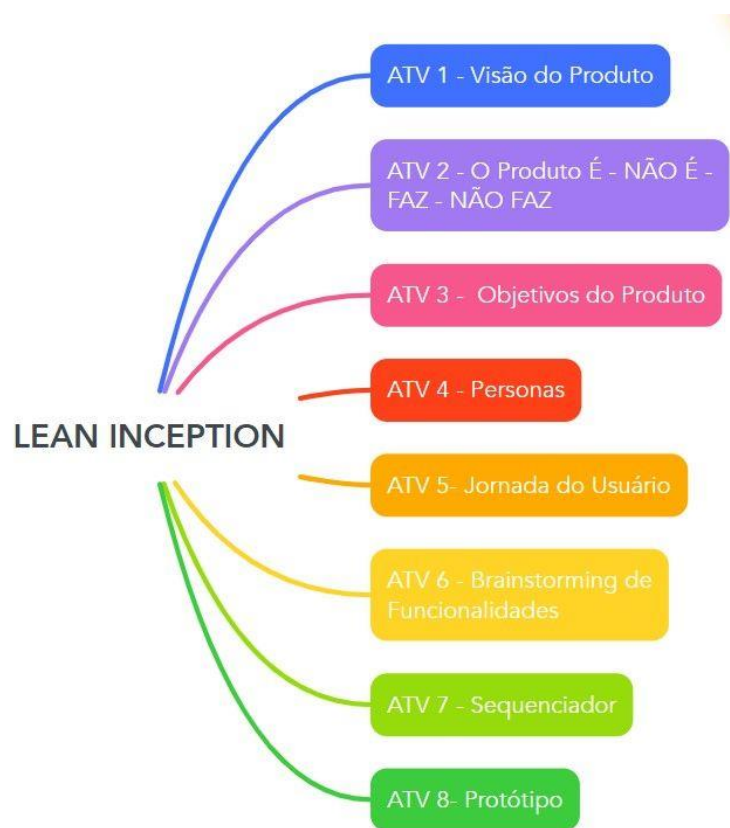 ATV 1 - Visão do Produto
ATV 2 - O Produto É - NÃO É -
FAZ - NÃO FAZ
ATV 3 -  Objetivos do Produto
ATV 4 - Personas
LEAN INCEPTION
ATV 5- Jornada do Usuário
ATV 6 - Brainstorming de
Funcionalidades
ATV 7 - Sequenciador
ATV 8- Protótipo